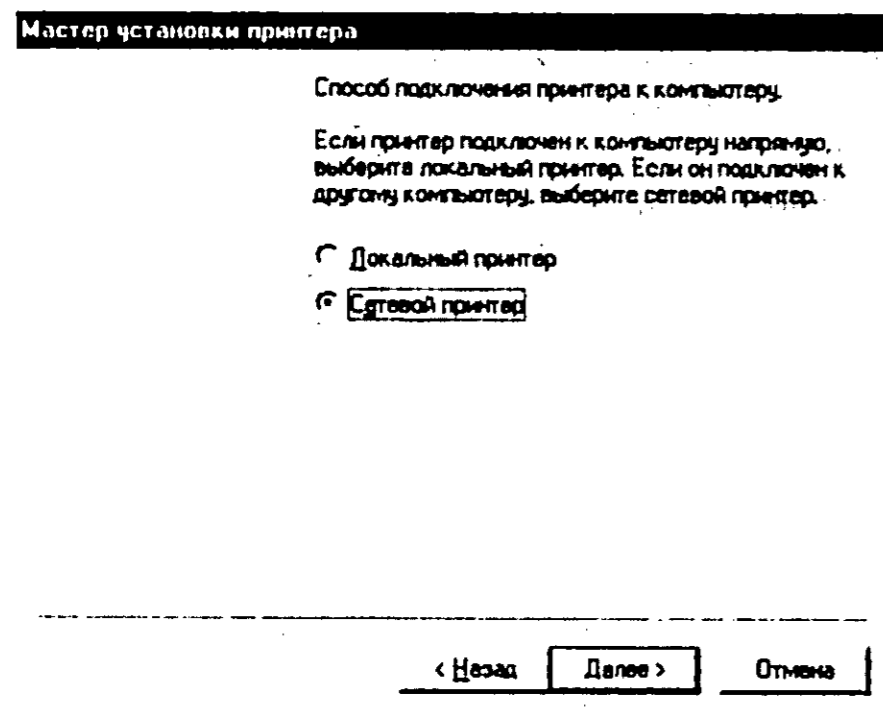 Мастер установки принтера
Способ подключения принтера к компьютеру.
Если принтер подключен к компьютеру напрямую,
выберите локальный принтер. Если он подключен к
другому компьютеру, выберите сетевой принтер.
Локальный принтер
Сетевой принтер
< Назад Далее > Отмена